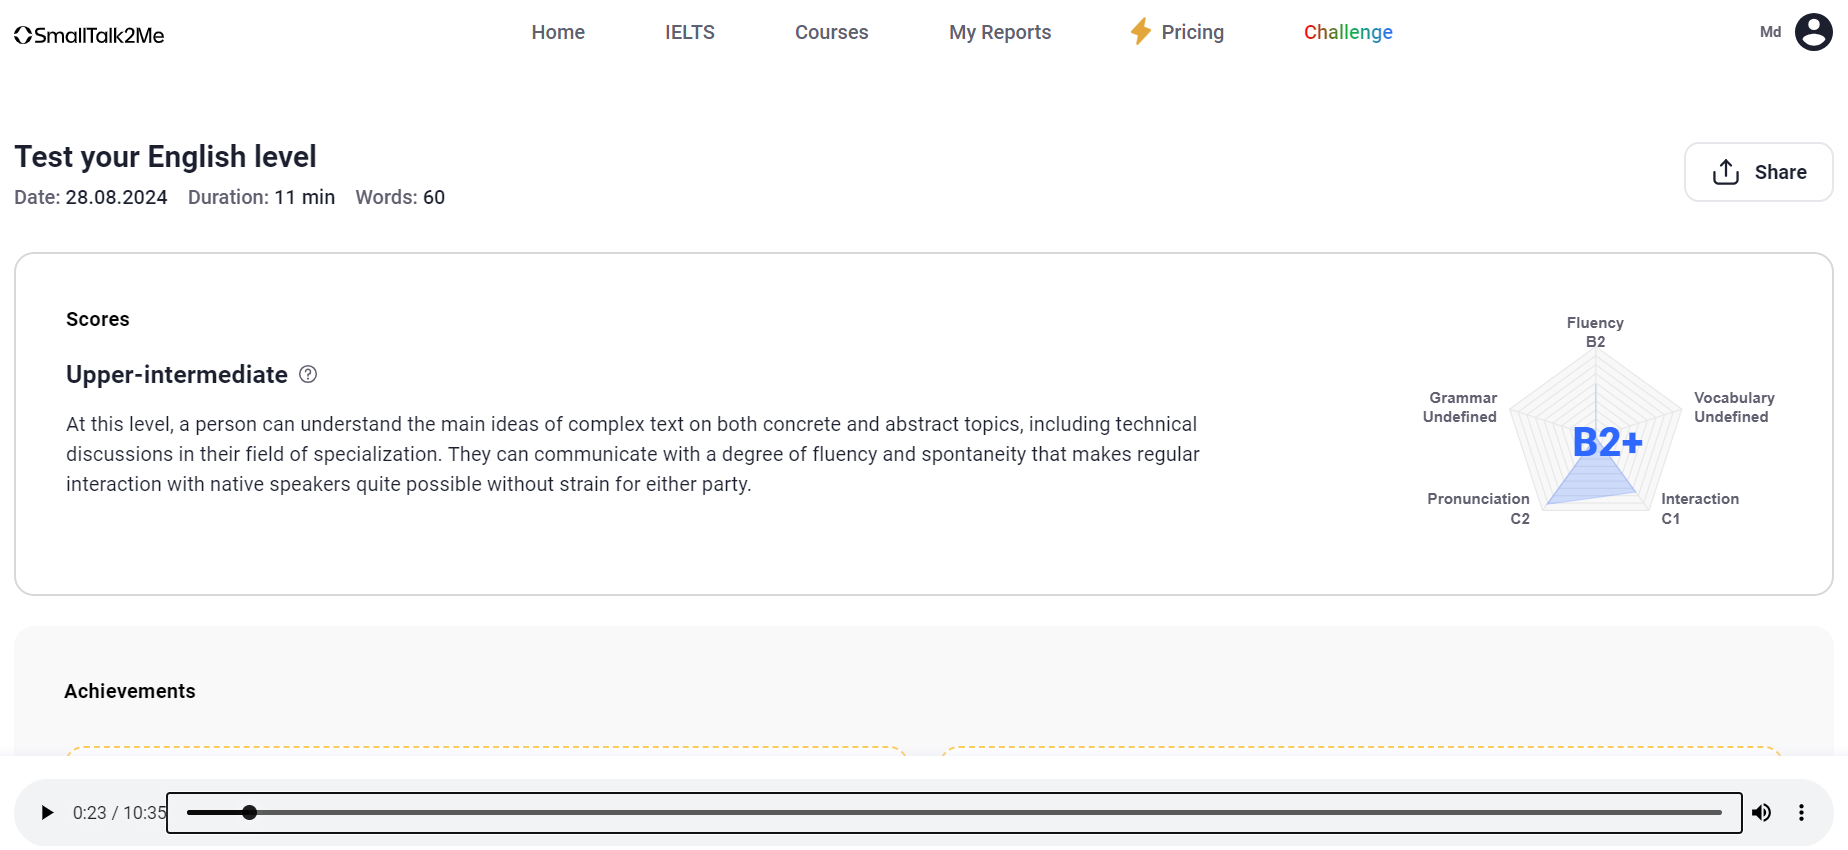 SmallTalk2Me
Home
IELTS
Courses
My Reports
Pricing
Challenge
Md
Test your English level
Date: 28.08.2024 Duration: 11 min Words: 60
Share
Scores
Upper-intermediate
At this level, a person can understand the main ideas of complex text on both concrete and abstract topics, including technical
discussions in their field of specialization. They can communicate with a degree of fluency and spontaneity that makes regular
interaction with native speakers quite possible without strain for either party.
Fluency
B2
Grammar
Undefined
Vocabulary
Undefined
B2+
Pronunciation
C2
Interaction
C1
Achievements
0:23 / 10:35